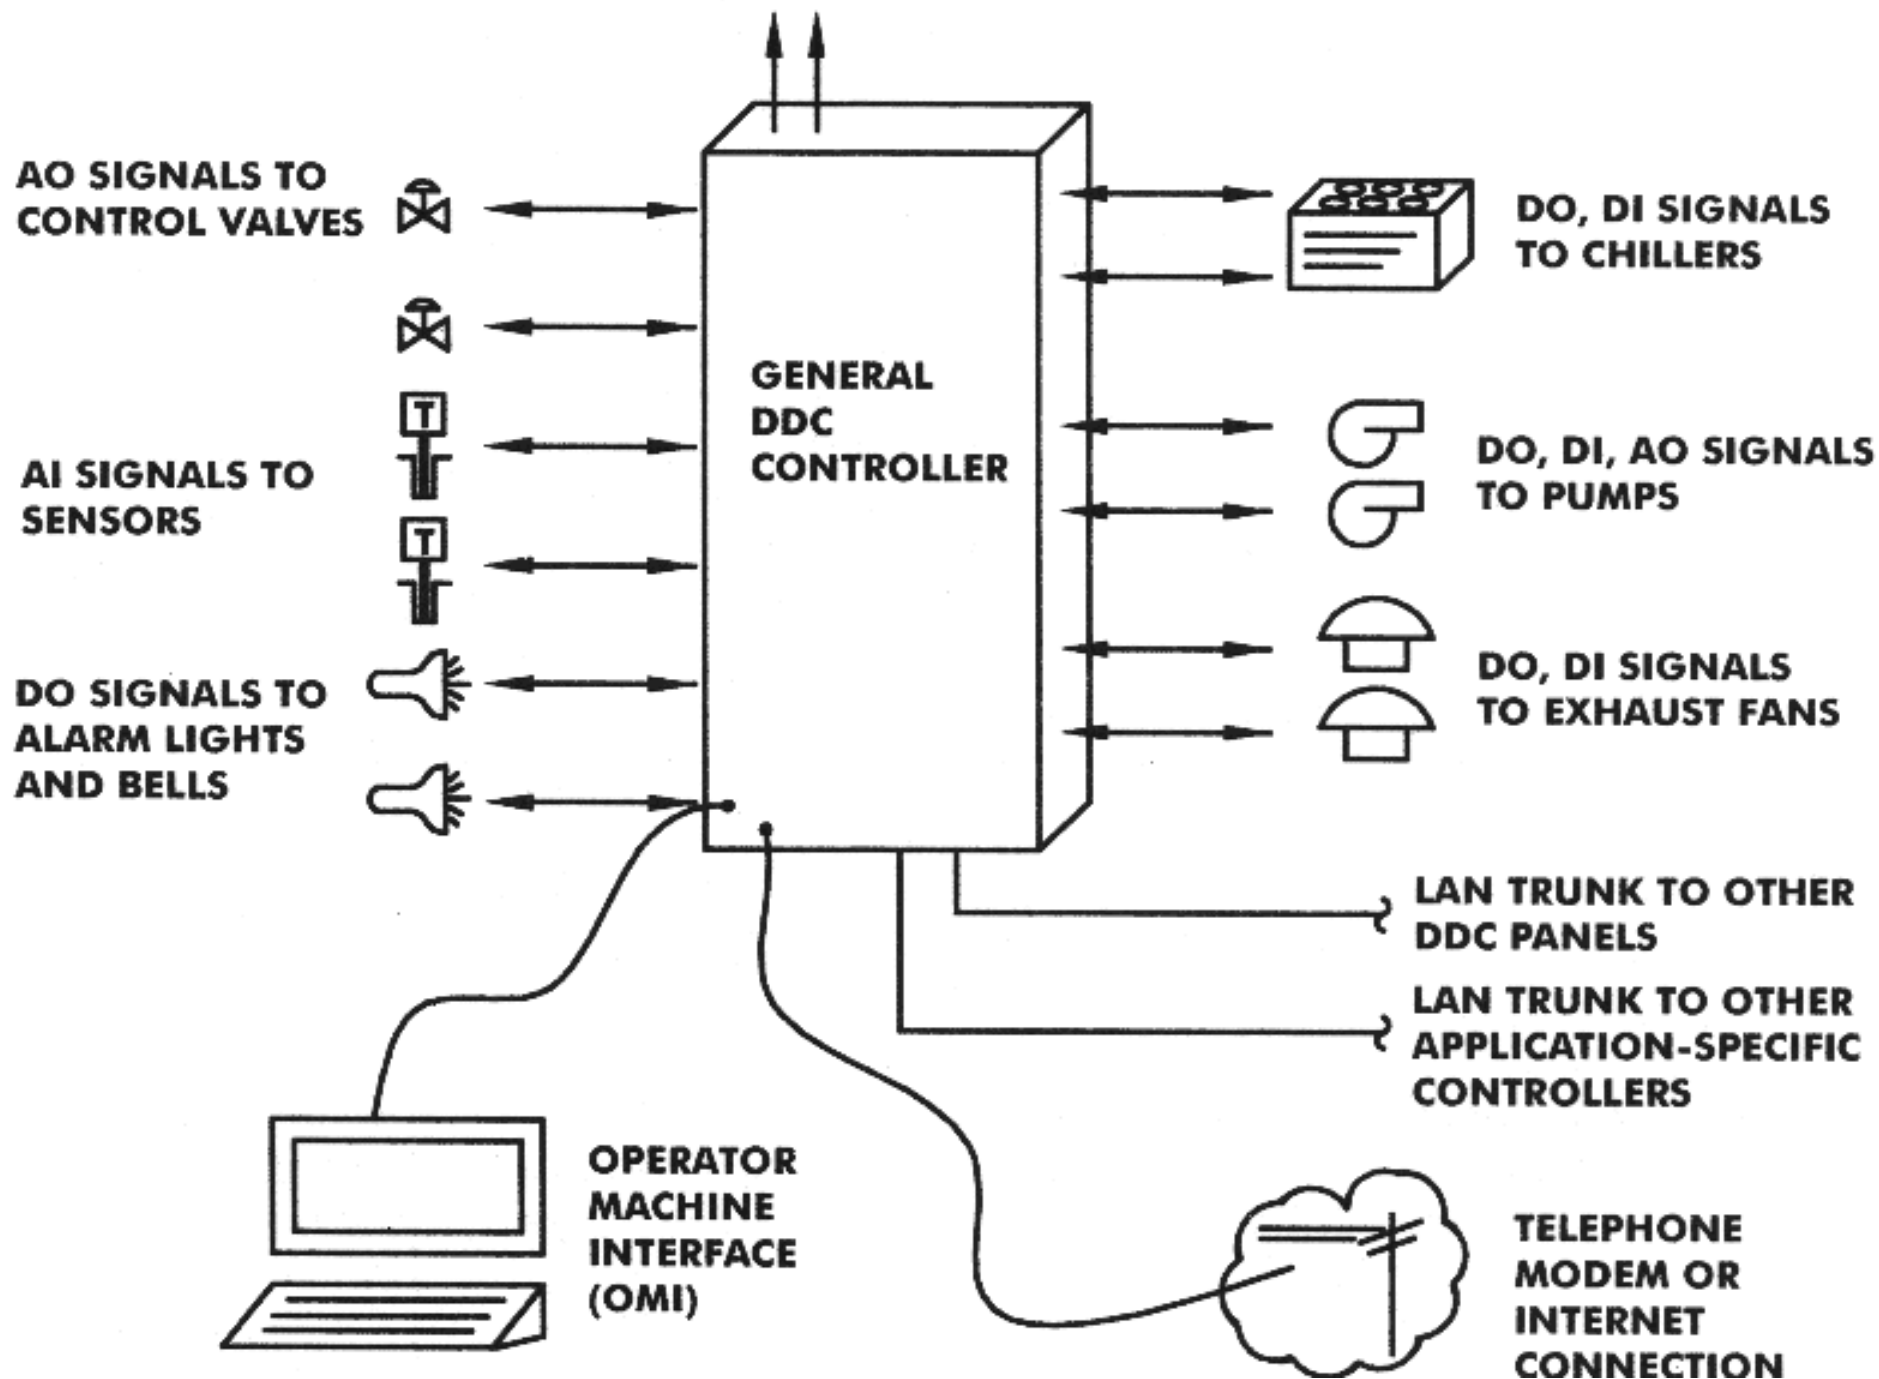 AO SIGNALS TO
CONTROL VALVES
AI SIGNALS TO
SENSORS
T
T
DO SIGNALS TO
ALARM LIGHTS
AND BELLS
GENERAL
DDC
CONTROLLER
DO, DI SIGNALS
TO CHILLERS
DO, DI, AO SIGNALS
TO PUMPS
DO, DI SIGNALS
TO EXHAUST FANS
LAN TRUNK TO OTHER
DDC PANELS
LAN TRUNK TO OTHER
APPLICATION-SPECIFIC
CONTROLLERS
OPERATOR
MACHINE
INTERFACE
(OMI)
TELEPHONE
MODEM OR
INTERNET
CONNECTION